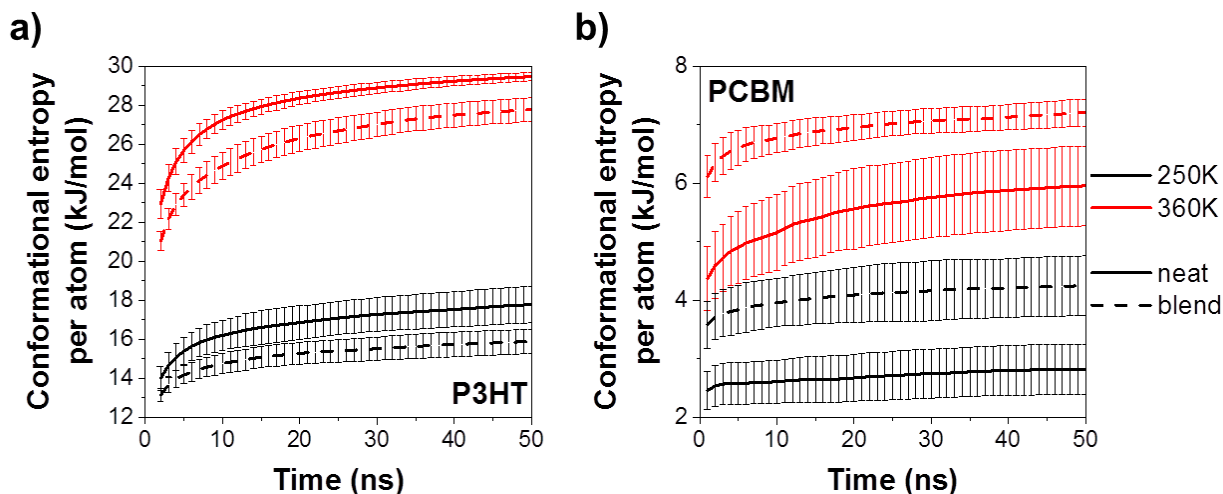 a)
Conformational entropy
per atom (kJ/mol)
30
28
26
24
22
20
18
16
14
12
0
10
20
30
40
50
P3HT
Time (ns)
b)
Conformational entropy
per atom (kJ/mol)
8
6
4
2
0
10
20
30
40
50
PCBM
Time (ns)
250K
360K
neat
blend